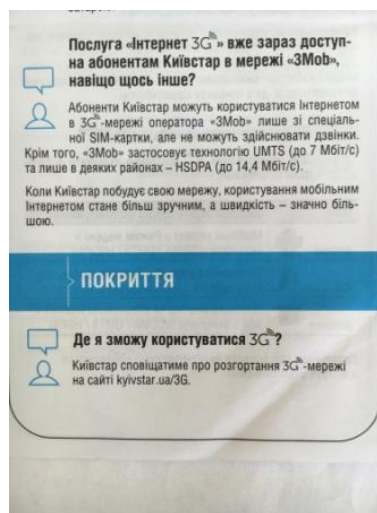 Послуга «Інтернет 3G» вже зараз доступ-
на абонентам Київстар в мережі «3Mob»,
навіщо щось інше?
Абоненти Київстар можуть користуватися Інтернетом
в 3G-мережі оператора «3Mob» лише зі спеціаль-
ної SIM-картки, але не можуть здійснювати дзвінки.
Крім того, «3Mob» застосовує технологію UMTS (до 7 Мбіт/с)
та лише в деяких районах – HSDPA (до 14,4 Мбіт/с).
Коли Київстар побудує свою мережу, користування мобільним
Інтернетом стане більш зручним, а швидкість – значно біль-
шою.
ПОКРИТТЯ
Де я зможу користуватися 3G?
Київстар сповіщатиме про розгортання 3G-мережі
на сайті kyivstar.ua/3G.